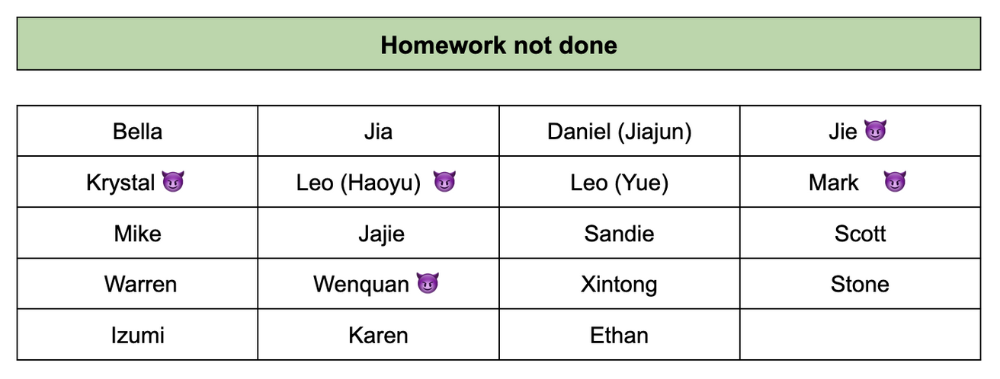 Homework not done
Bella Jia Daniel (Jiajun) Jie 😈
Krystal 😈 Leo (Haoyu) 😈 Leo (Yue) Mark 😈
Mike Jajie Sandie Scott
Warren Wenquan 😈 Xintong Stone
Izumi Karen Ethan